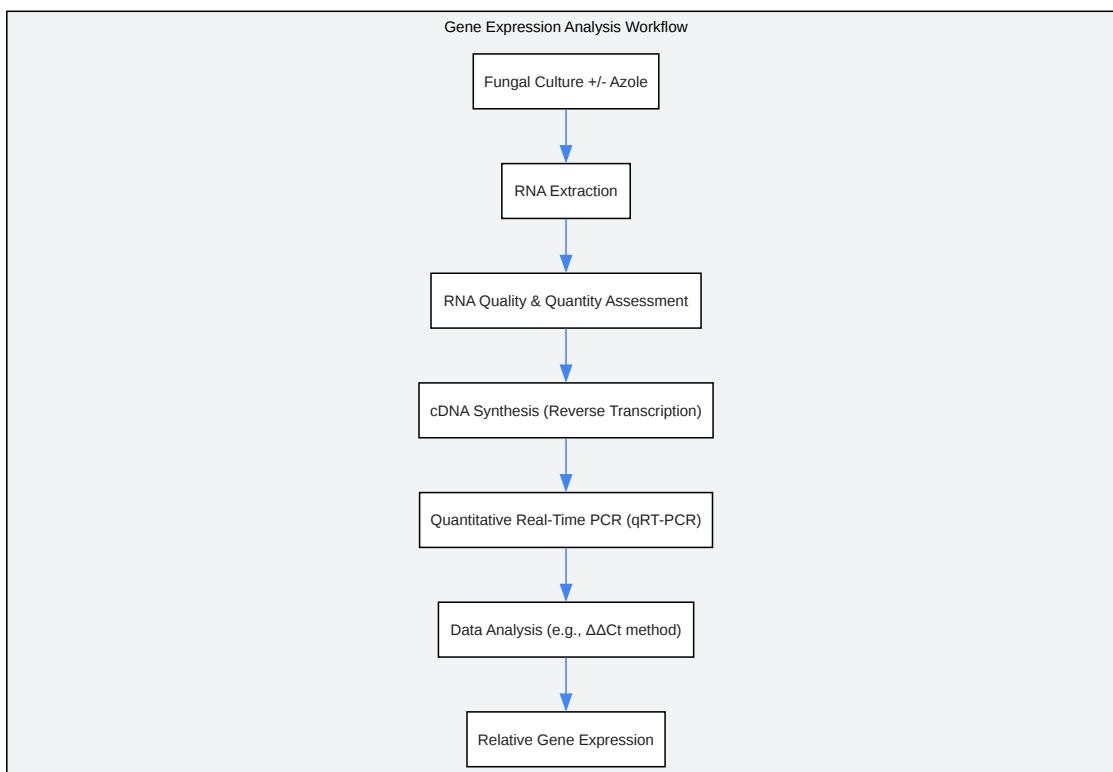 Gene Expression Analysis Workflow
Fungal Culture +/- Azole
RNA Extraction
RNA Quality & Quantity Assessment
cDNA Synthesis (Reverse Transcription)
Quantitative Real-Time PCR (qRT-PCR)
Data Analysis (e.g., ΔΔCt method)
Relative Gene Expression